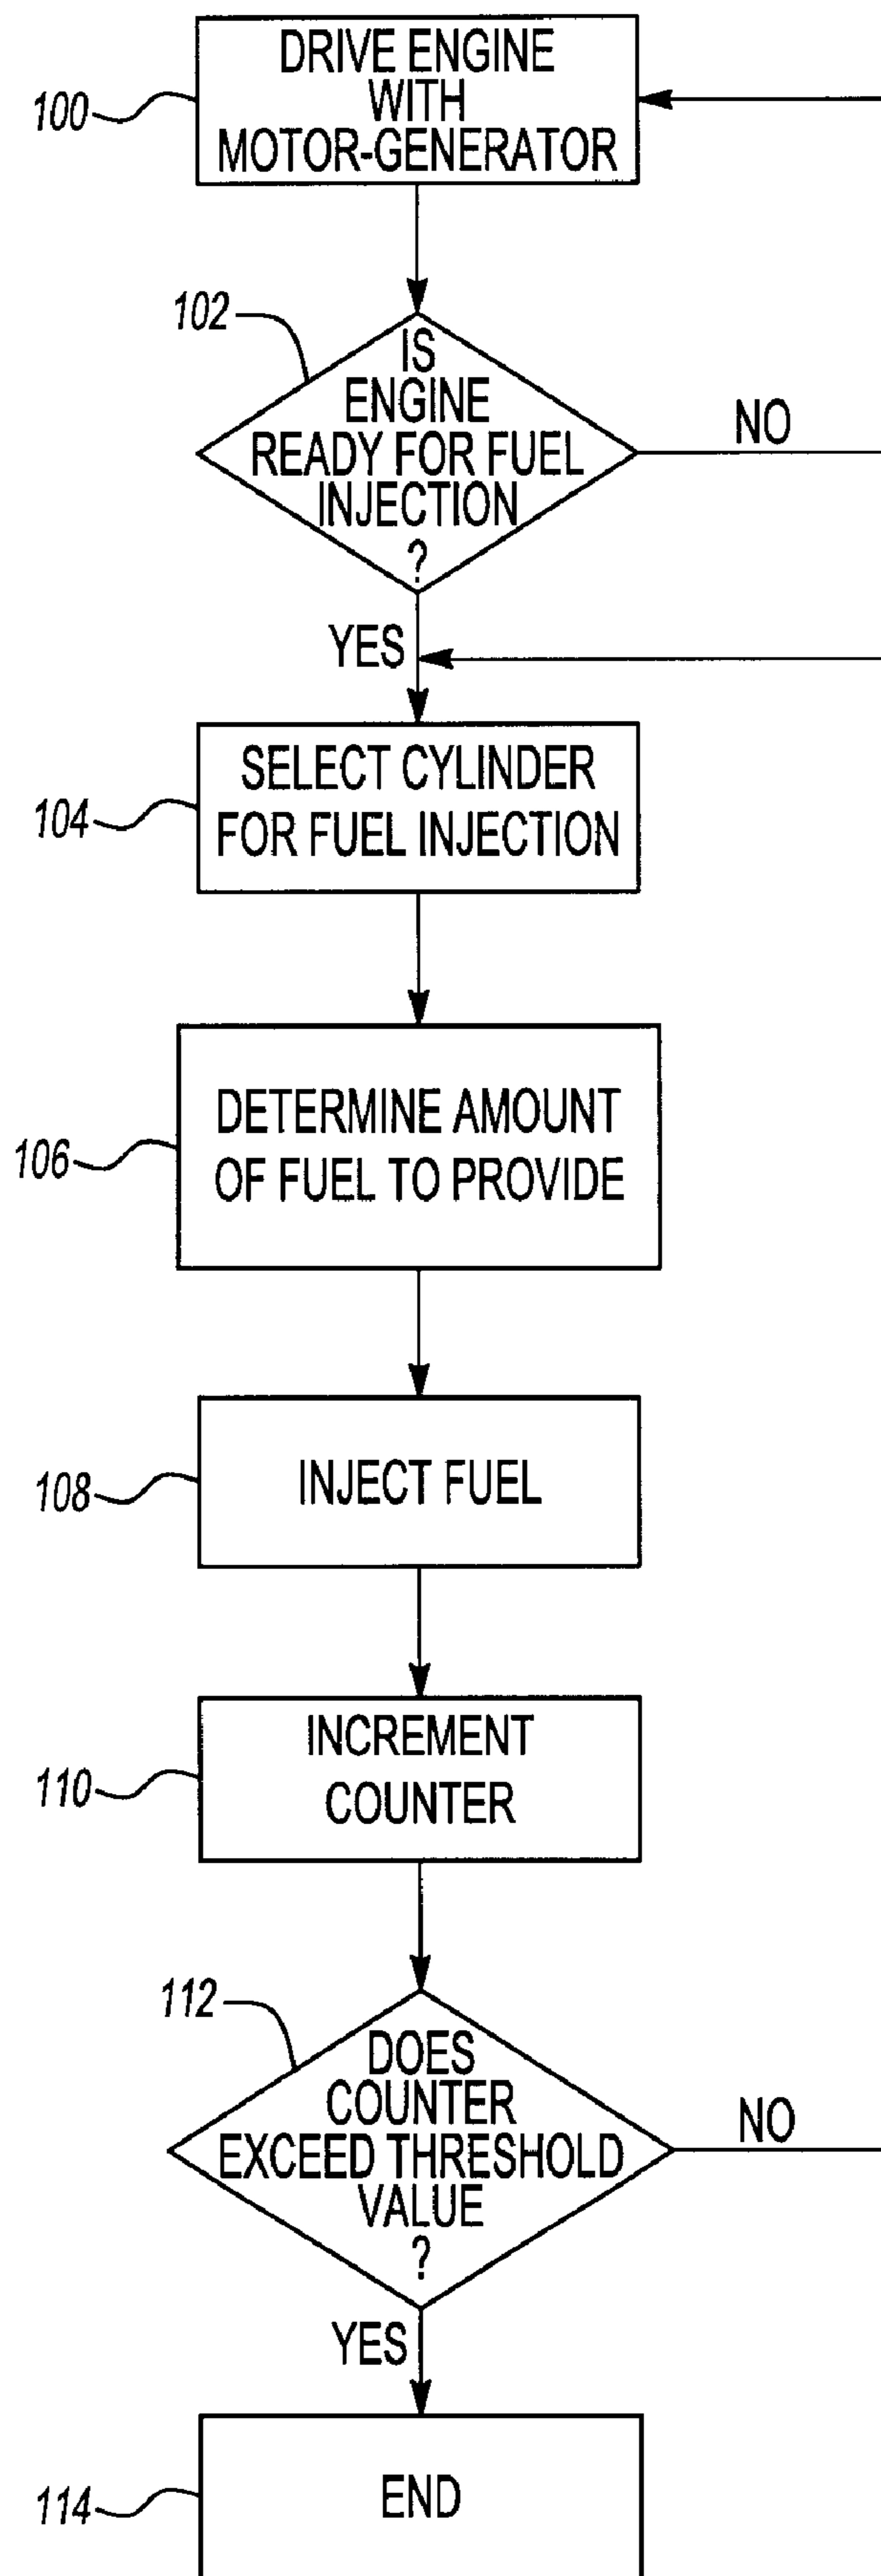 DRIVE ENGINE
WITH
MOTOR-GENERATOR
100
102
IS
ENGINE
READY FOR FUEL
INJECTION
?
NO
YES
SELECT CYLINDER
FOR FUEL INJECTION
104
DETERMINE AMOUNT
OF FUEL TO PROVIDE
106
INJECT FUEL
108
INCREMENT
COUNTER
110
112
DOES
COUNTER
EXCEED THRESHOLD
VALUE
?
NO
YES
END
114